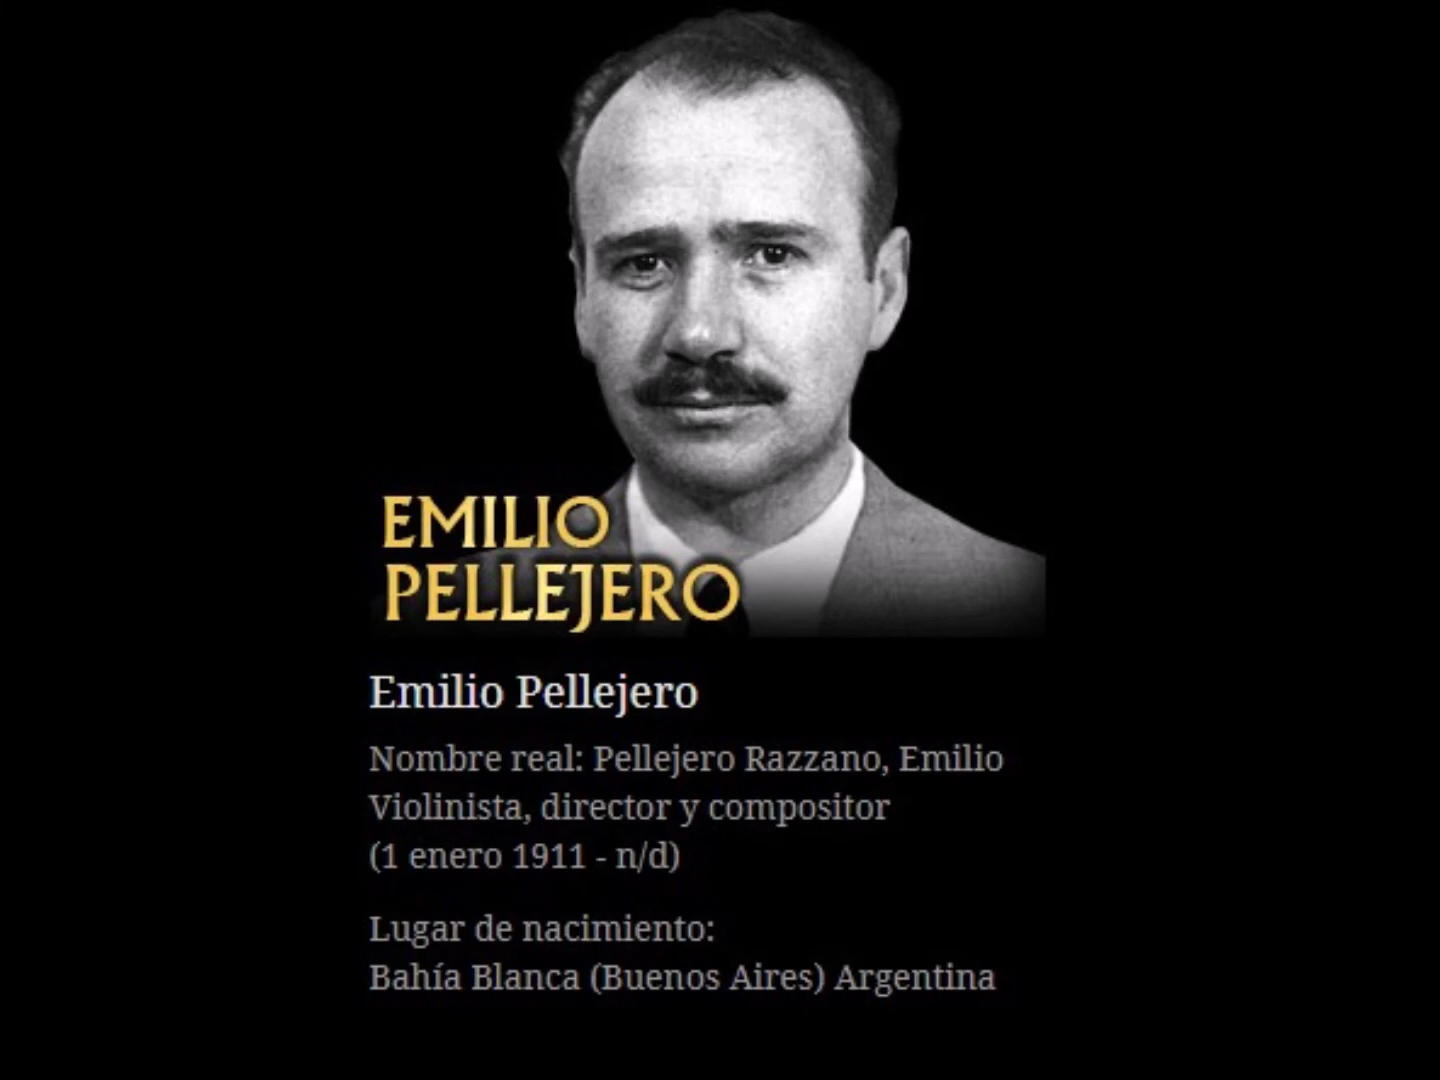 EMILIO
PELLEJERO
Emilio Pellejero
Nombre real: Pellejero Razzano, Emilio
Violinista, director y compositor
(1 enero 1911 - n/d)
Lugar de nacimiento:
Bahía Blanca (Buenos Aires) Argentina